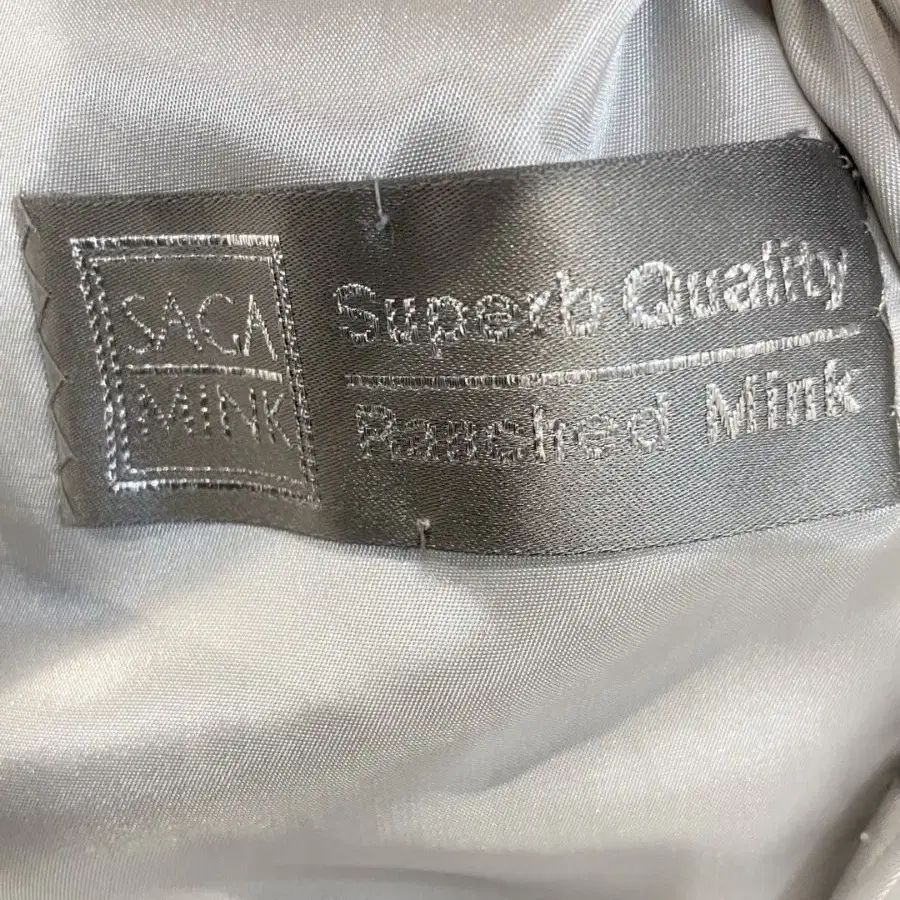 SAGA
MINK
Superb Quality
Ranched Mink